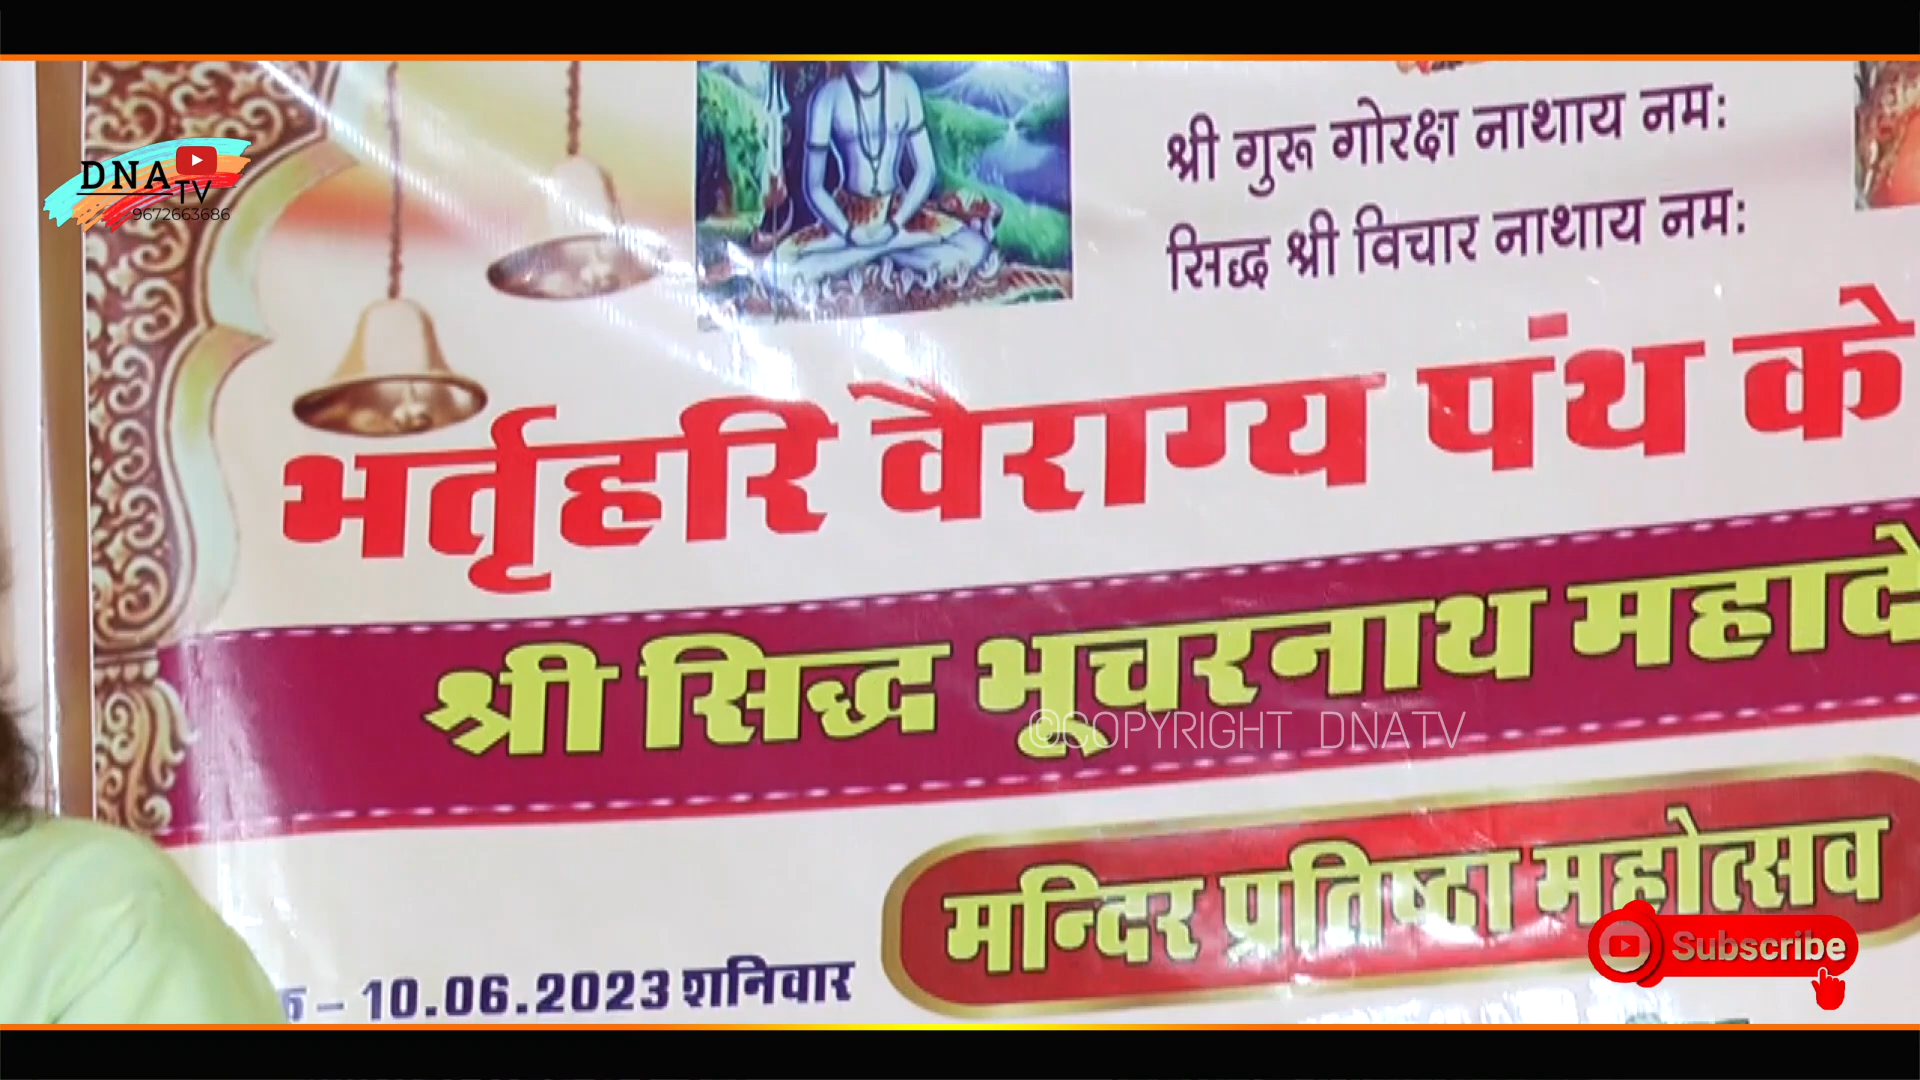 DNA TV
9672663686
श्री गुरू गोरक्ष नाथाय नम:
सिद्ध श्री विचार नाथाय नम:
भर्तृहरि वैराग्य पंथ के
श्री सिद्ध भूचरनाथ
©COPYRIGHT DNATV
मन्दिर प्रतिष्ठा महोत्सव
Subscribe
– 10.06.2023 शनिवार